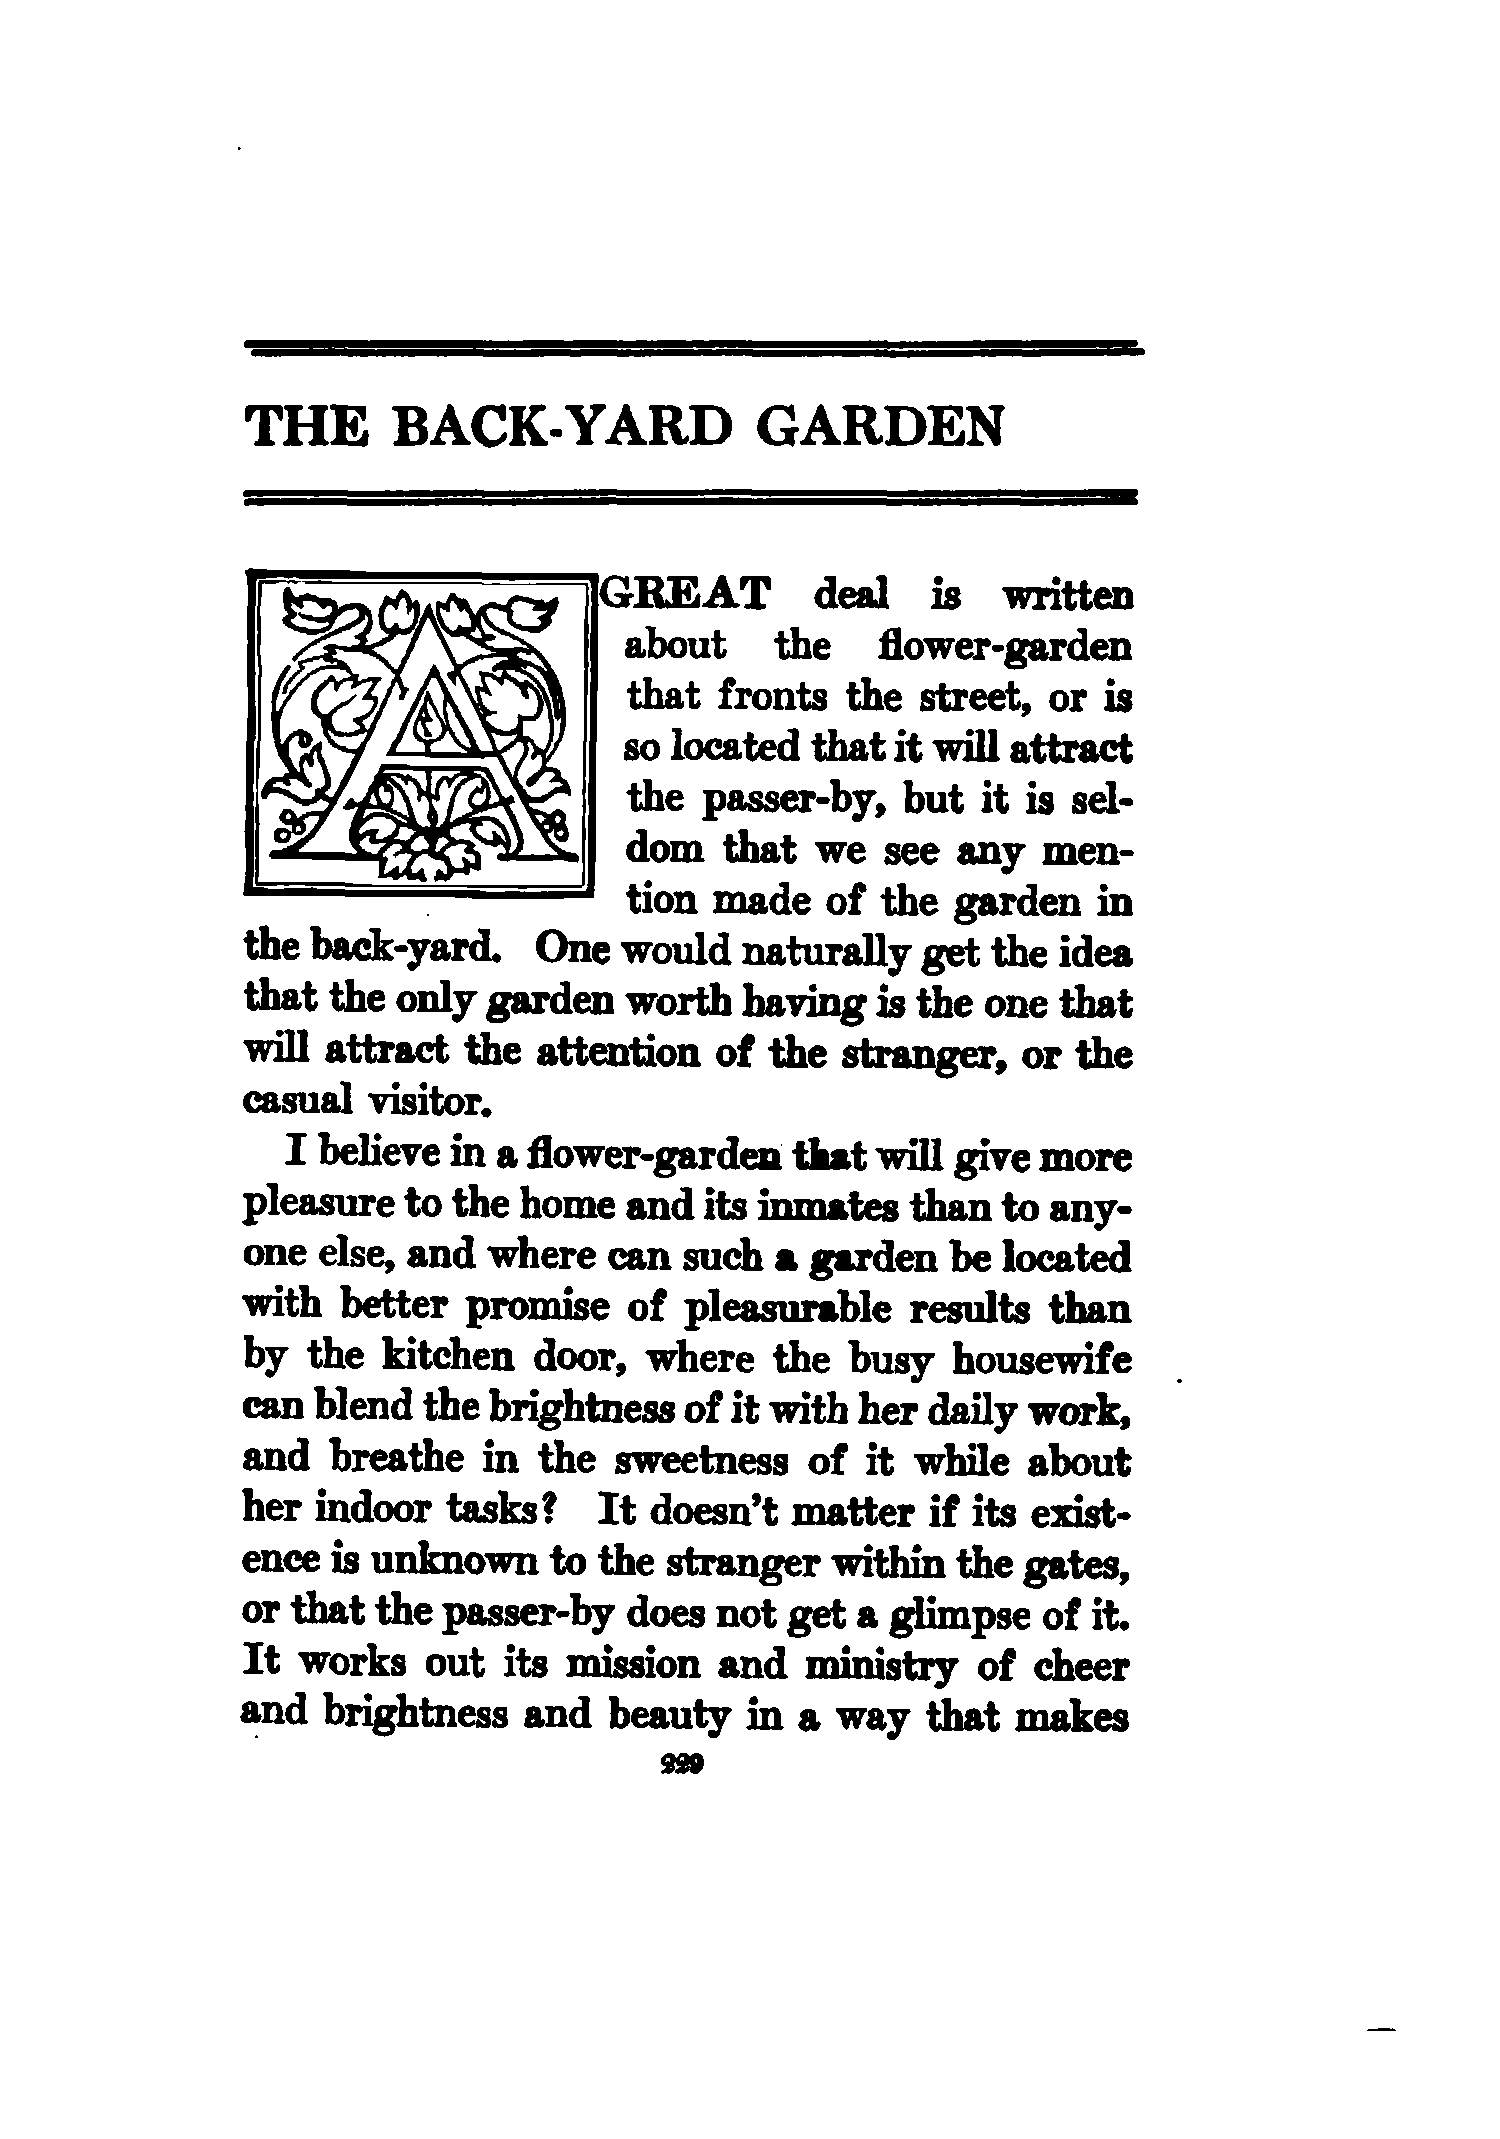 THE BACK-YARD GARDEN
A GREAT deal is written
about the flower-garden
that fronts the street, or is
so located that it will attract
the passer-by, but it is sel-
dom that we see any men-
tion made of the garden in
the back-yard. One would naturally get the idea
that the only garden worth having is the one that
will attract the attention of the stranger, or the
casual visitor.
I believe in a flower-garden that will give more
pleasure to the home and its inmates than to any-
one else, and where can such a garden be located
with better promise of pleasurable results than
by the kitchen door, where the busy housewife
can blend the brightness of it with her daily work,
and breathe in the sweetness of it while about
her indoor tasks? It doesn't matter if its exist-
ence is unknown to the stranger within the gates,
or that the passer-by does not get a glimpse of it.
It works out its mission and ministry of cheer
and brightness and beauty in a way that makes
229